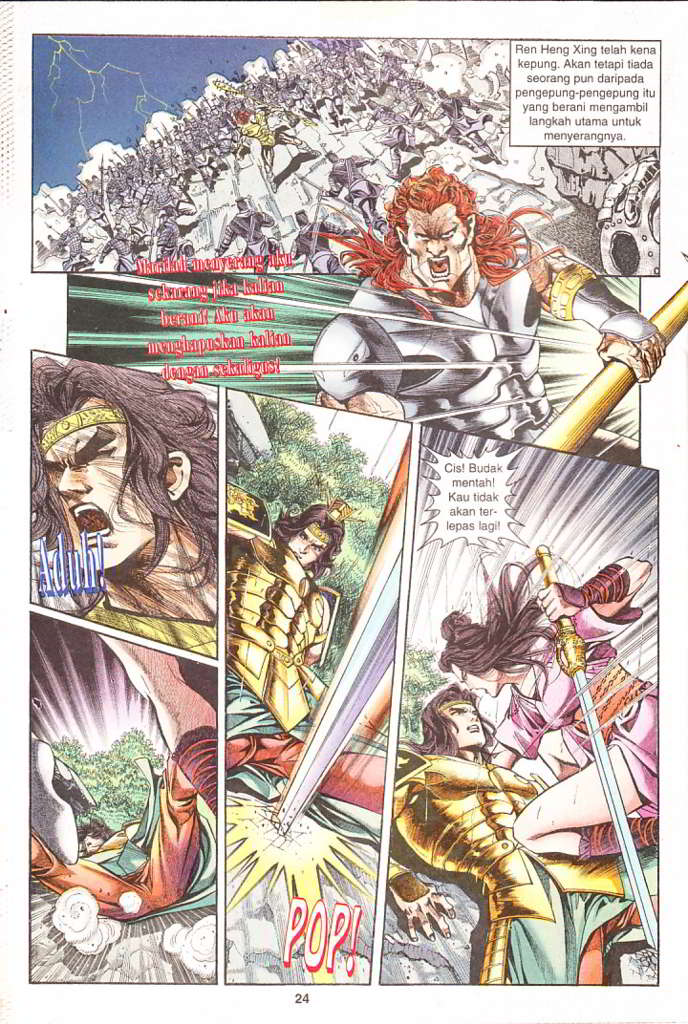 Ren Heng Xing telah kena
kepung. Akan tetapi tiada
seorang pun daripada
pengepung-pengepung itu
yang berani mengambil
langkah utama untuk
menyerangnya.
Marilah menyerang aku
sekarang jika kalian
berani! Aku akan
menghapuskan kalian
dengan sekaligus!
Aduh!
POP!
Cis! Budak
mentah!
Kau tidak
akan ter-
lepas lagi!
24